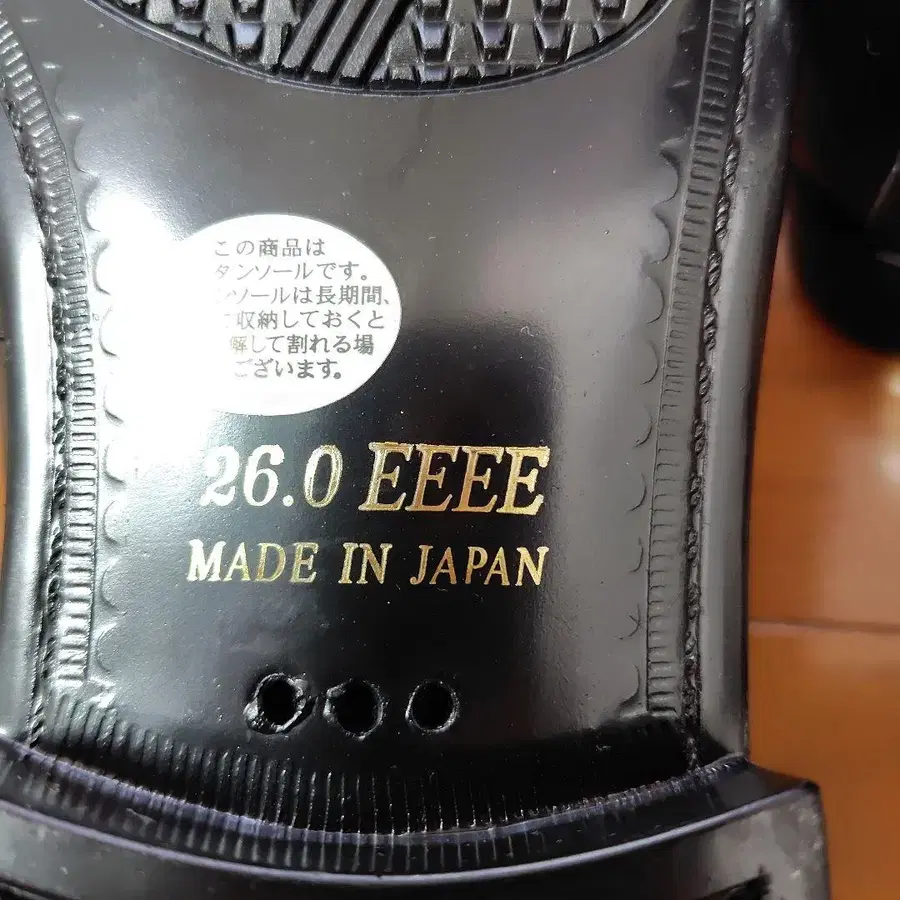 この商品は
タンソールです。
ソールは長期間、
収納しておくと
解して割れる場
ございます。
26.0 EEEE
MADE IN JAPAN